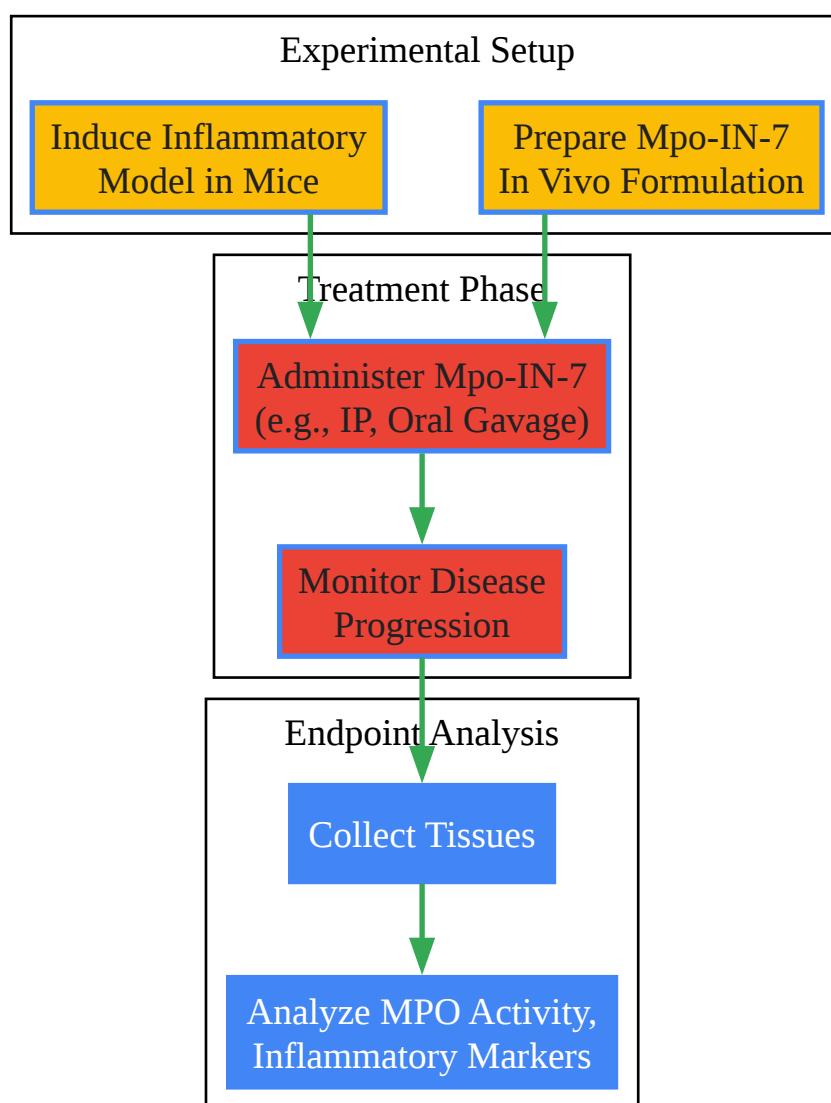 Experimental Setup
Induce Inflammatory
Model in Mice
Prepare Mpo-IN-7
In Vivo Formulation
Treatment Phase
Administer Mpo-IN-7
(e.g., IP, Oral Gavage)
Monitor Disease
Progression
Endpoint Analysis
Collect Tissues
Analyze MPO Activity,
Inflammatory Markers